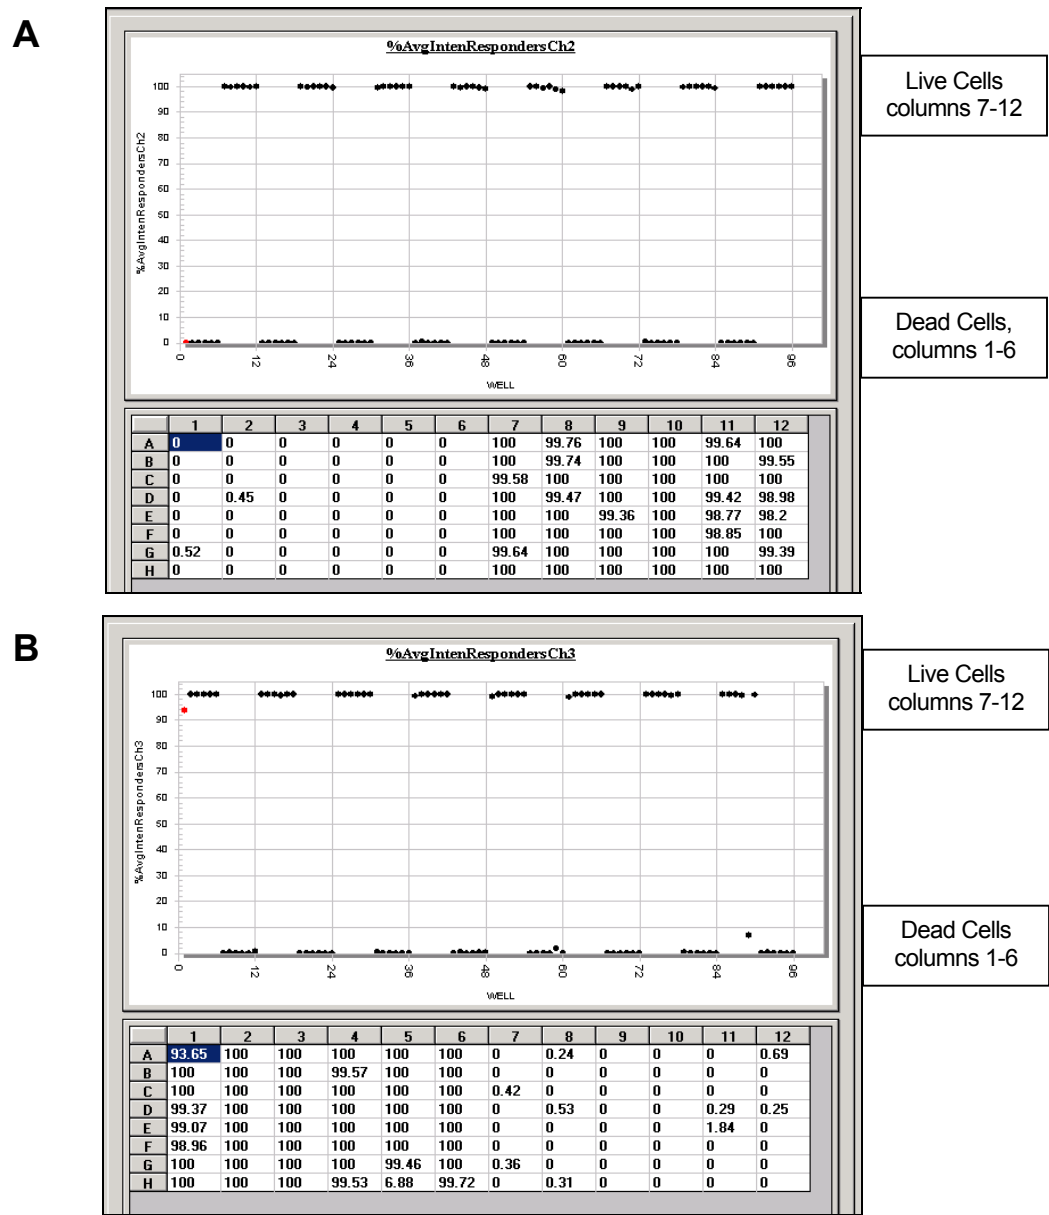 A
%AvgIntenRespondersCh2
%AvgIntenRespondersCh2
100
90
80
70
60
50
40
30
20
10
0
0 12 24 36 48 60 72 84 96
WELL
Live Cells
columns 7-12
Dead Cells,
columns 1-6
1 2 3 4 5 6 7 8 9 10 11 12
A 0 0 0 0 0 0 100 99.76 100 100 99.64 100
B 0 0 0 0 0 0 100 99.74 100 100 100 99.55
C 0 0 0 0 0 0 99.58 100 100 100 100 100
D 0 0.45 0 0 0 0 100 99.47 100 100 99.42 98.98
E 0 0 0 0 0 0 100 100 99.36 100 98.77 98.2
F 0 0 0 0 0 0 100 100 100 100 98.85 100
G 0.52 0 0 0 0 0 99.64 100 100 100 100 99.39
H 0 0 0 0 0 0 100 100 100 100 100 100
B
%AvgIntenRespondersCh3
%AvgIntenRespondersCh3
100
90
80
70
60
50
40
30
20
10
0
0 12 24 36 48 60 72 84 96
WELL
Live Cells
columns 7-12
Dead Cells
columns 1-6
1 2 3 4 5 6 7 8 9 10 11 12
A 93.65 100 100 100 100 100 0 0.24 0 0 0 0.69
B 100 100 100 99.57 100 100 0 0 0 0 0 0
C 100 100 100 100 100 100 0.42 0 0 0 0 0
D 99.37 100 100 100 100 100 0 0.53 0 0 0.29 0.25
E 99.07 100 100 100 100 100 0 0 0 0 1.84 0
F 98.96 100 100 100 100 100 0 0 0 0 0 0
G 100 100 100 100 99.46 100 0.36 0 0 0 0 0
H 100 100 100 99.53 6.88 99.72 0 0.31 0 0 0 0